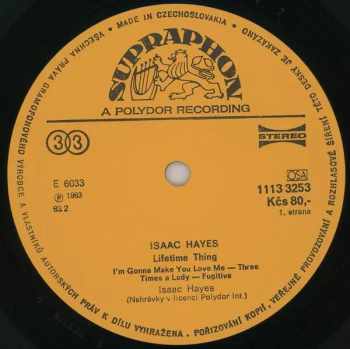 MADE IN CZECHOSLOVAKIA • VŠECHNA PRÁVA GRAMOFONOVÉHO VÝROBCE A VLASTNÍKŮ AUTORSKÝCH PRÁV K DÍLU VYHRAZENA. POŘIZOVÁNÍ KOPIÍ, VEŘEJNÉ PROVOZOVÁNÍ A ROZHLASOVÉ ŠÍŘENÍ TÉTO DESKY JE ZAKÁZÁNO
SUPRAPHON
A POLYDOR RECORDING
33
STEREO
E 6033
℗ 1983
83 2
OSA
1113 3253
Kčs 80,-
1. strana
ISAAC HAYES
Lifetime Thing
I'm Gonna Make You Love Me — Three
Times a Lady — Fugitive
Isaac Hayes
(Nahrávky v licenci Polydor Int.)